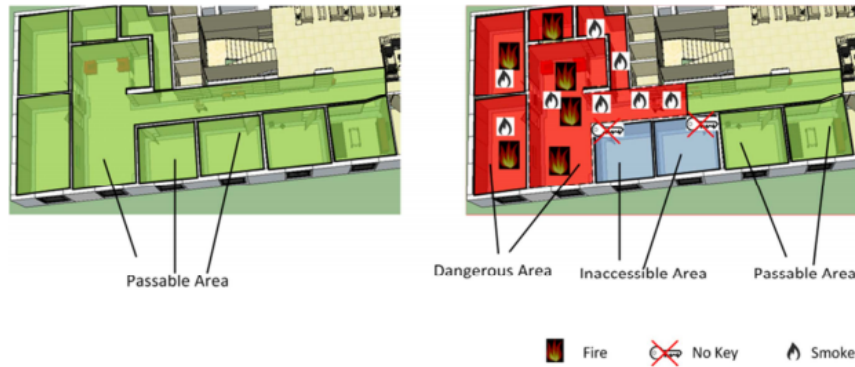 Passable Area
Dangerous Area Inaccessible Area Passable Area
Fire No Key Smoke